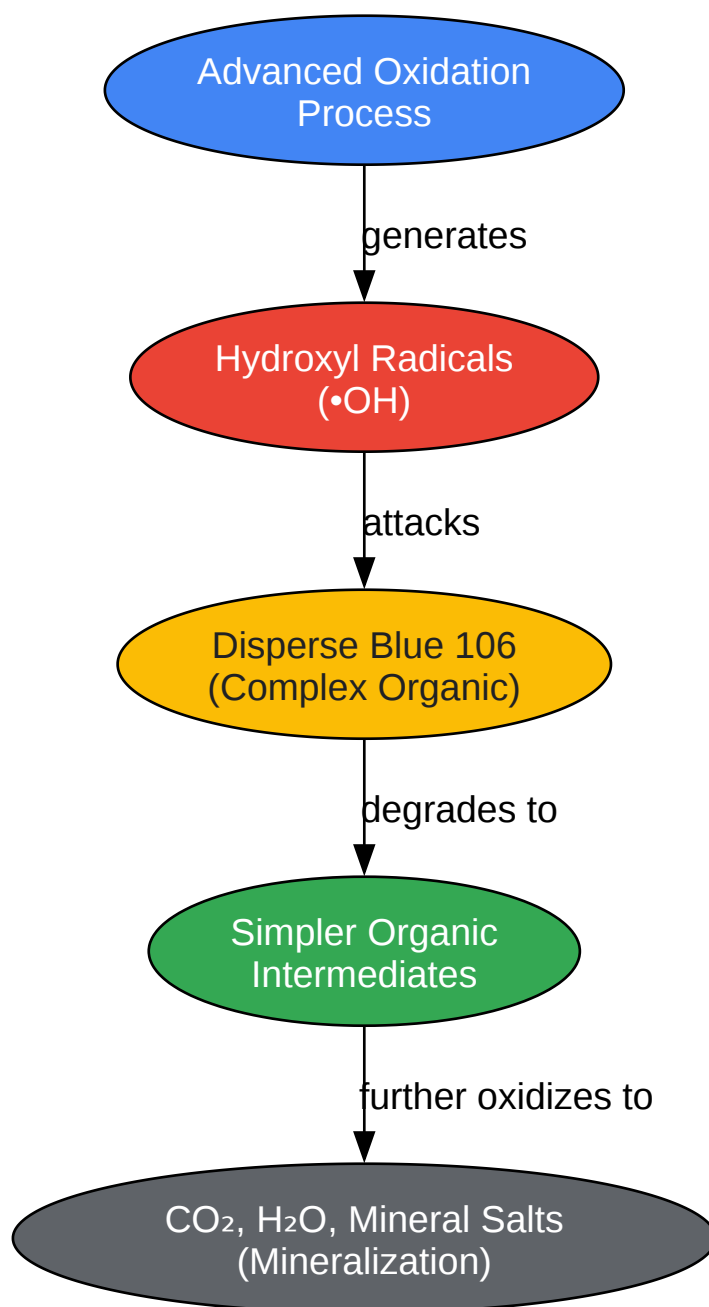 Advanced Oxidation
Process
generates
Hydroxyl Radicals
(•OH)
attacks
Disperse Blue 106
(Complex Organic)
degrades to
Simpler Organic
Intermediates
further oxidizes to
CO₂, H₂O, Mineral Salts
(Mineralization)